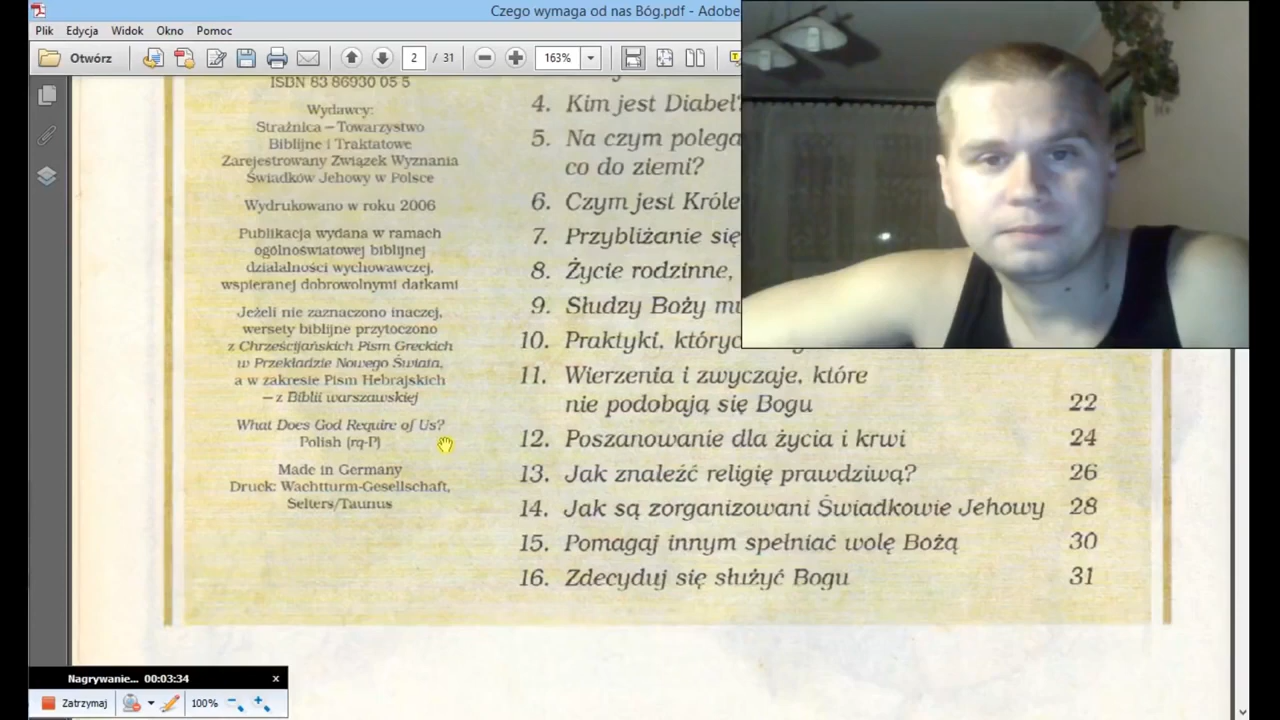 Czego wymaga od nas Bóg.pdf - Adobe
Plik Edycja Widok Okno Pomoc
Otwórz 2 / 31 163%
ISBN 83 86930 05 5
Wydawcy:
Strażnica — Towarzystwo
Biblijne i Traktatowe
Zarejestrowany Związek Wyznania
Świadków Jehowy w Polsce
Wydrukowano w roku 2006
Publikacja wydana w ramach
ogólnoświatowej biblijnej
działalności wychowawczej,
wspieranej dobrowolnymi datkami
Jeżeli nie zaznaczono inaczej,
wersety biblijne przytoczono
z Chrześcijańskich Pism Greckich
w Przekładzie Nowego Świata,
a w zakresie Pism Hebrajskich
— z Biblii warszawskiej
What Does God Require of Us?
Polish (rq-P)
Made in Germany
Druck: Wachtturm-Gesellschaft,
Selters/Taunus
4. Kim jest Diabeł?
5. Na czym polega
co do ziemi?
6. Czym jest Króle
7. Przybliżanie się
8. Życie rodzinne,
9. Słudzy Boży mu
10. Praktyki, któryc
11. Wierzenia i zwyczaje, które
nie podobają się Bogu 22
12. Poszanowanie dla życia i krwi 24
13. Jak znaleźć religię prawdziwą? 26
14. Jak są zorganizowani Świadkowie Jehowy 28
15. Pomagaj innym spełniać wolę Bożą 30
16. Zdecyduj się służyć Bogu 31
Nagrywanie... 00:03:34 x
Zatrzymaj 100%